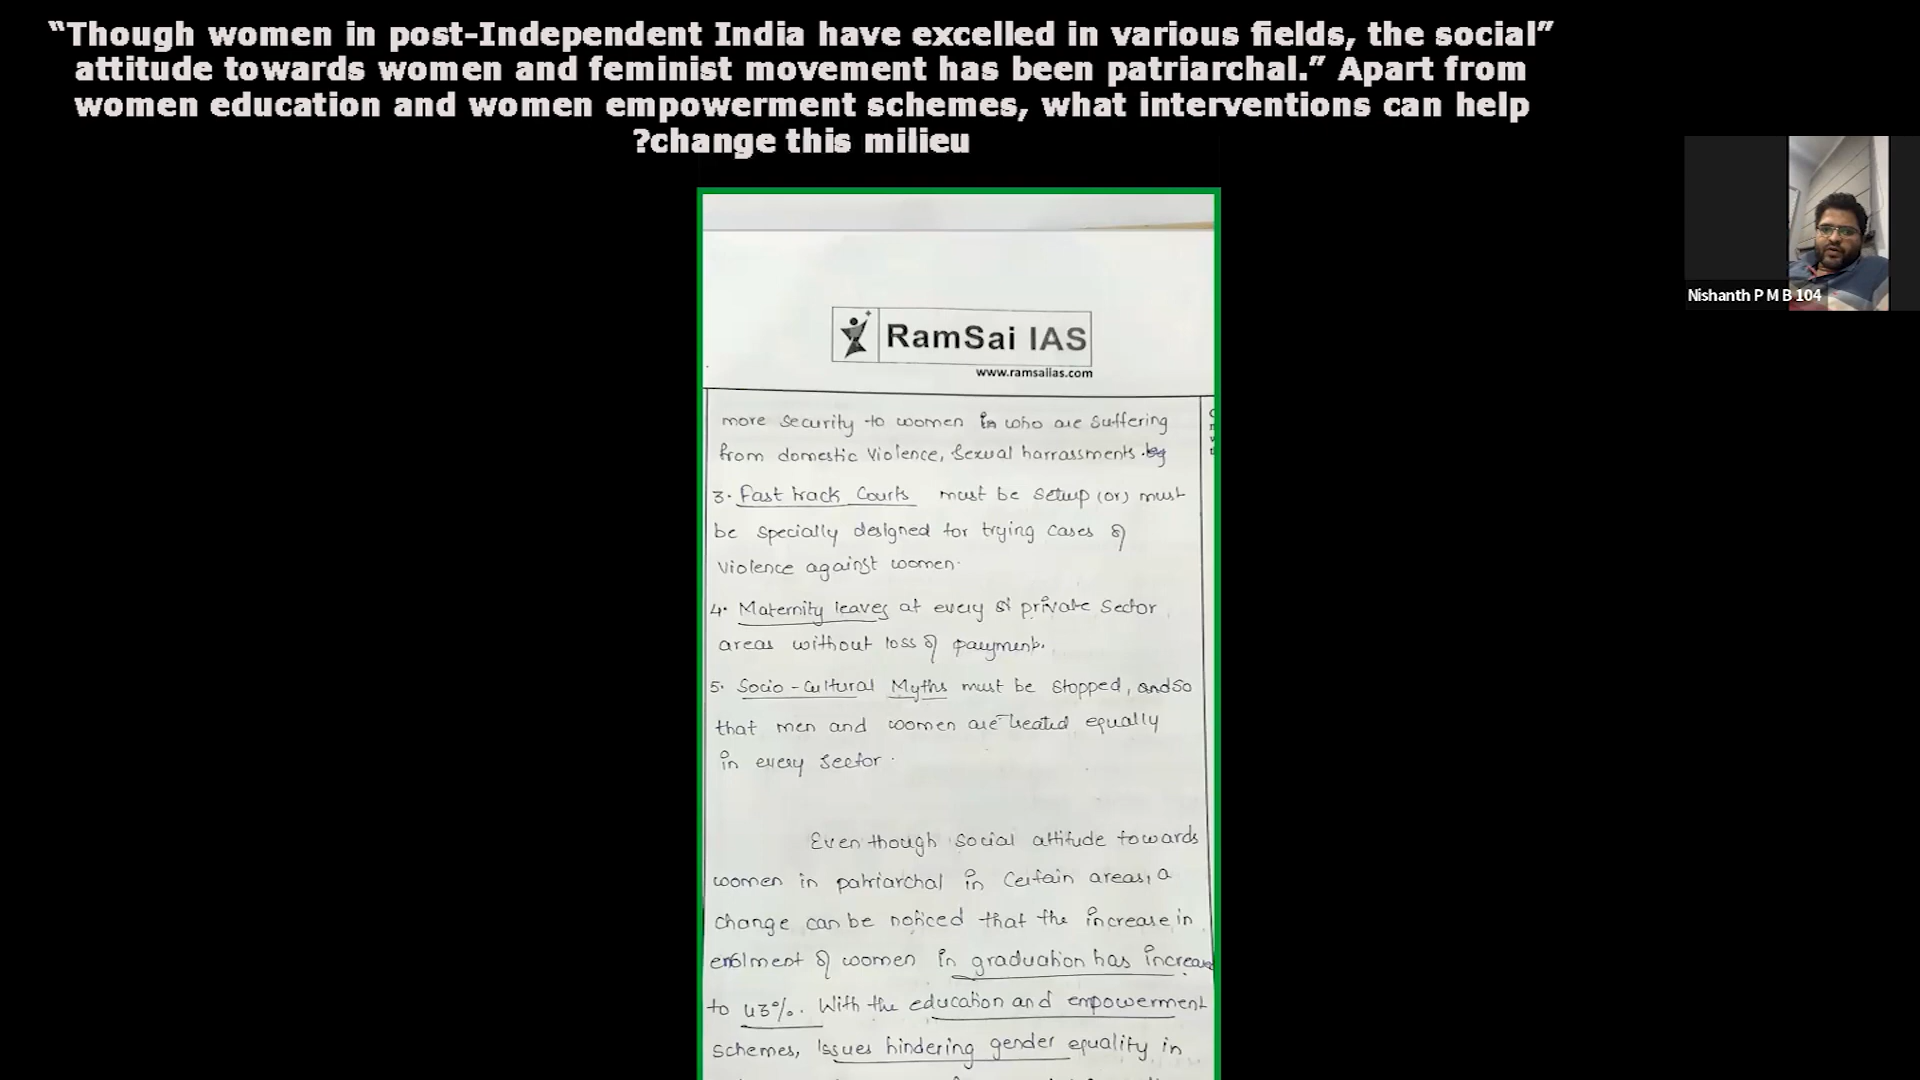 “Though women in post-Independent India have excelled in various fields, the social”
attitude towards women and feminist movement has been patriarchal.” Apart from
women education and women empowerment schemes, what interventions can help
?change this milieu
Nishanth P M B 104
RamSai IAS
www.ramsaiias.com
more security to women in who are suffering
from domestic violence, sexual harrassments.
3. Fast track Courts must be setup (or) must
be specially designed for trying cases of
violence against women.
4. Maternity leaves at every private sector
areas without loss of payment.
5. Socio-Cultural Myths must be stopped, and so
that men and women are treated equally
in every sector.
Even though social attitude towards
women in patriarchal in certain areas, a
change can be noticed that the increase in
enrolment of women in graduation has increased
to 43%. With the education and empowerment
schemes, issues hindering gender equality in